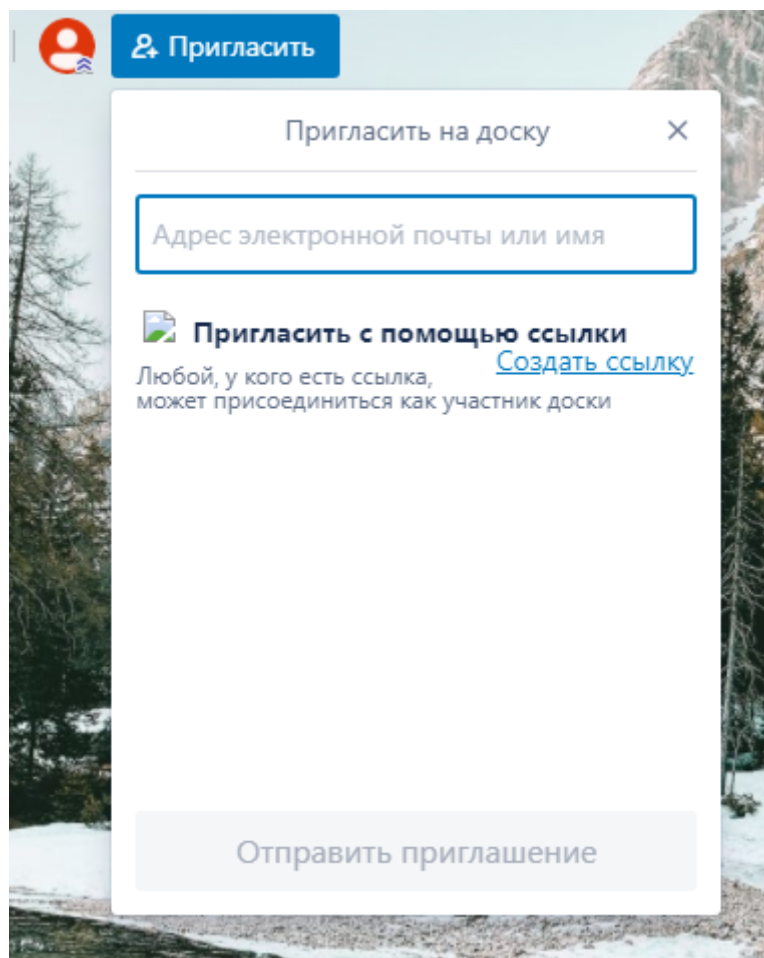 Пригласить
Пригласить на доску
Адрес электронной почты или имя
Пригласить с помощью ссылки
Создать ссылку
Любой, у кого есть ссылка,
может присоединиться как участник доски
Отправить приглашение